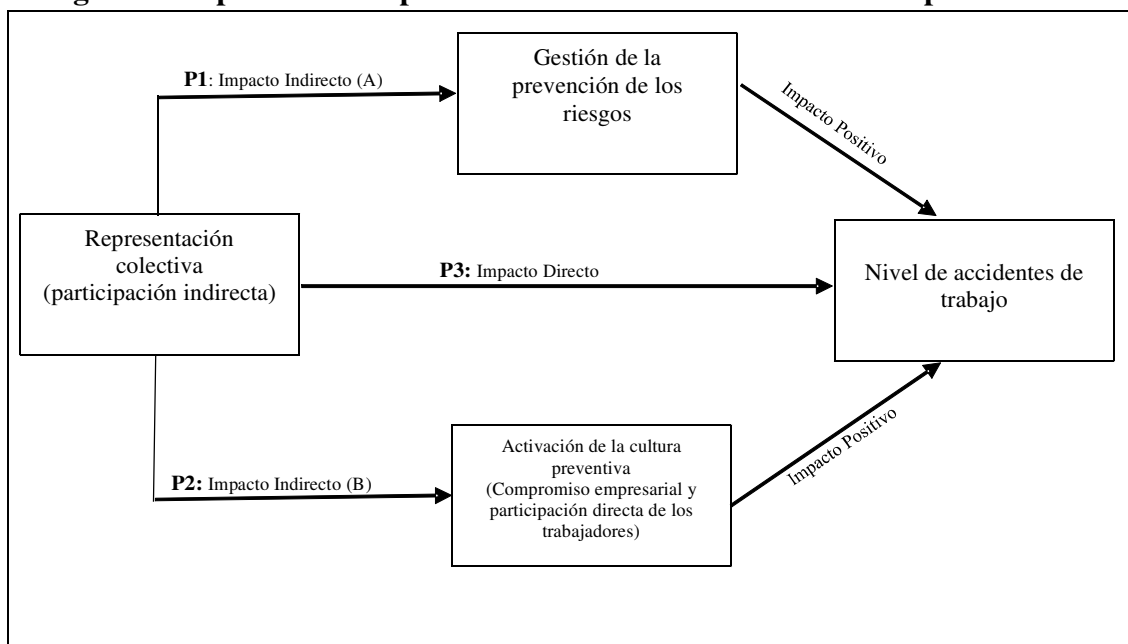 Gestión de la
prevención de los
riesgos
P1: Impacto Indirecto (A)
Impacto Positivo
Representación
colectiva
(participación indirecta)
P3: Impacto Directo
Nivel de accidentes de
trabajo
P2: Impacto Indirecto (B)
Activación de la cultura
preventiva
(Compromiso empresarial y
participación directa de los
trabajadores)
Impacto Positivo